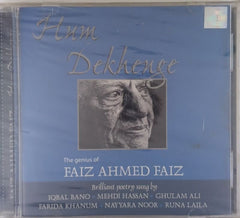 Hum
Dekhenge
The genius of
FAIZ AHMED FAIZ
Brilliant poetry sung by
IQBAL BANO • MEHDI HASSAN • GHULAM ALI
FARIDA KHANUM • NAYYARA NOOR • RUNA LAILA